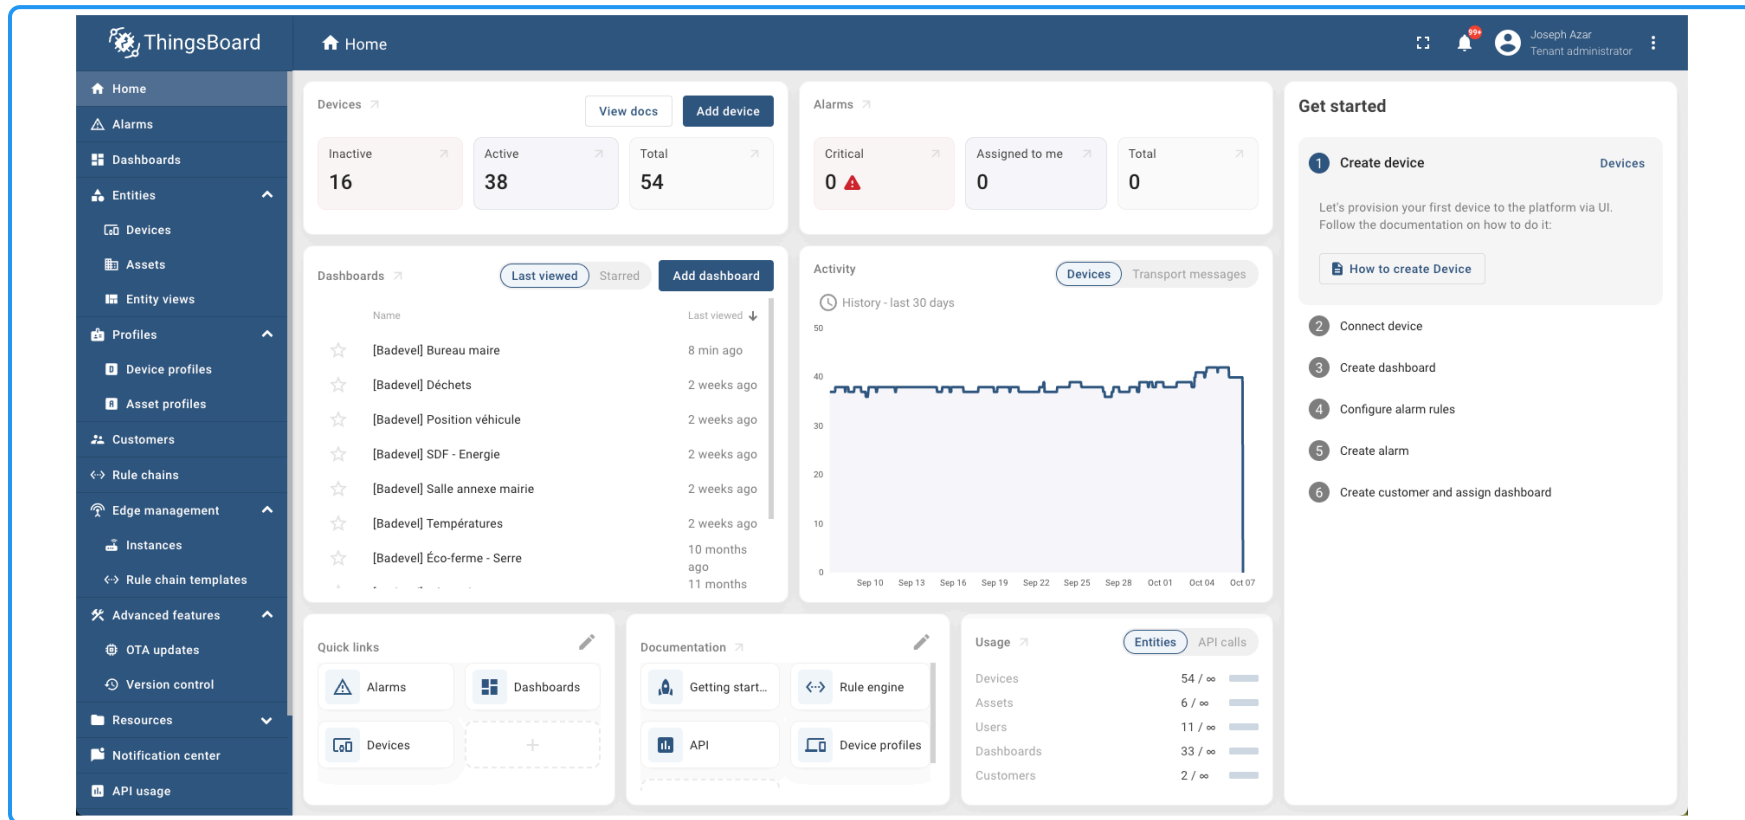 ThingsBoard
Home
99+
Joseph Azar
Tenant administrator
Home
Alarms
Dashboards
Entities
Devices
Assets
Entity views
Profiles
Device profiles
Asset profiles
Customers
Rule chains
Edge management
Instances
Rule chain templates
Advanced features
OTA updates
Version control
Resources
Notification center
API usage
Devices
View docs
Add device
Inactive
16
Active
38
Total
54
Alarms
Critical
0
Assigned to me
0
Total
0
Dashboards
Last viewed
Starred
Add dashboard
Name
Last viewed
[Badevel] Bureau maire
8 min ago
[Badevel] Déchets
2 weeks ago
[Badevel] Position véhicule
2 weeks ago
[Badevel] SDF - Energie
2 weeks ago
[Badevel] Salle annexe mairie
2 weeks ago
[Badevel] Températures
2 weeks ago
[Badevel] Éco-ferme - Serre
10 months
ago
11 months
Activity
Devices
Transport messages
History - last 30 days
50
40
30
20
10
0
Sep 10 Sep 13 Sep 16 Sep 19 Sep 22 Sep 25 Sep 28 Oct 01 Oct 04 Oct 07
Get started
1 Create device
Devices
Let's provision your first device to the platform via UI.
Follow the documentation on how to do it:
How to create Device
2 Connect device
3 Create dashboard
4 Configure alarm rules
5 Create alarm
6 Create customer and assign dashboard
Quick links
Alarms
Dashboards
Devices
Documentation
Getting start...
Rule engine
API
Device profiles
Usage
Entities
API calls
Devices 54 / ∞
Assets 6 / ∞
Users 11 / ∞
Dashboards 33 / ∞
Customers 2 / ∞